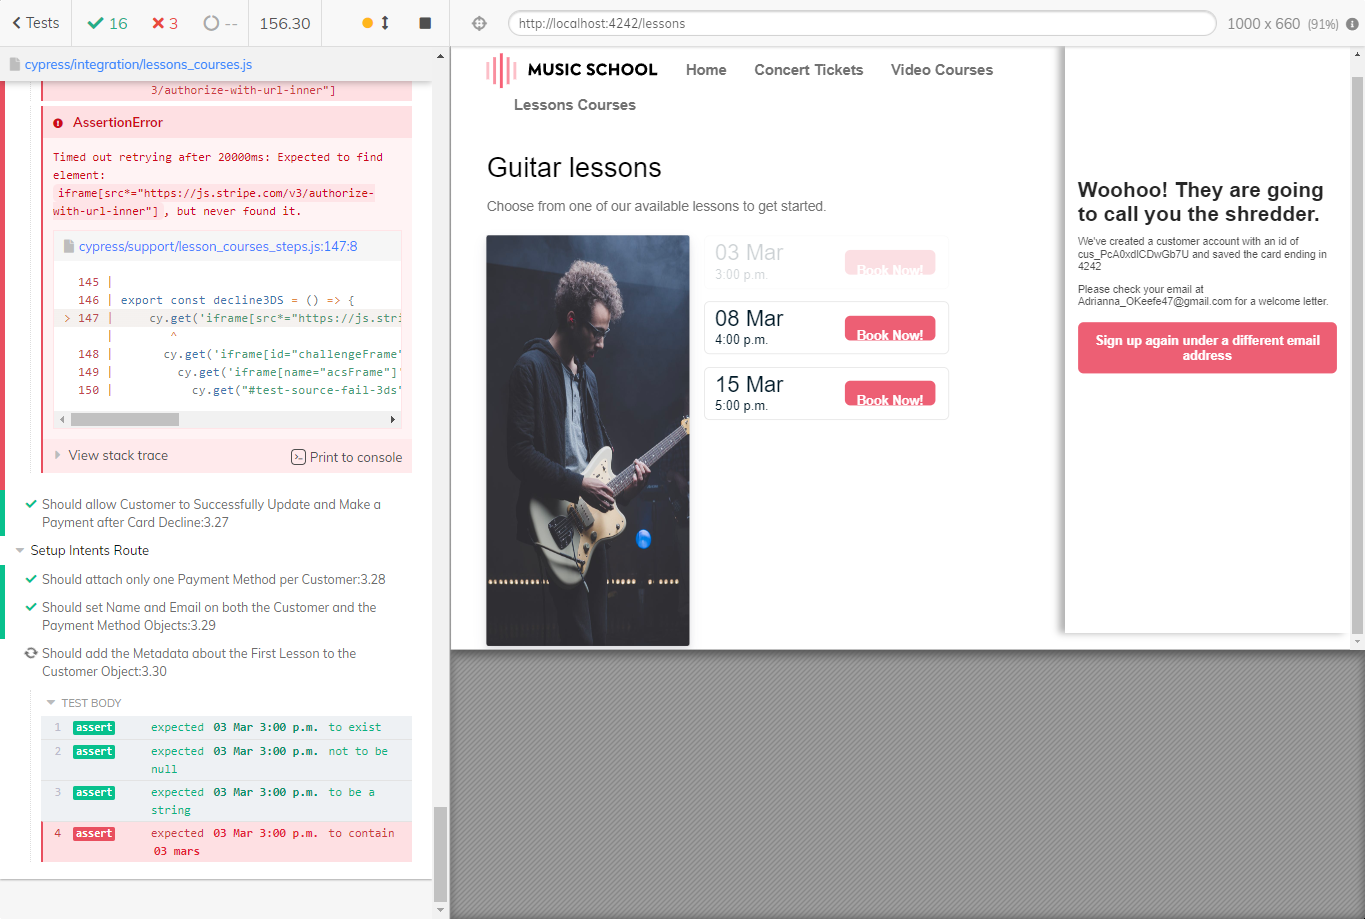 Tests
16
3
--
156.30
http://localhost:4242/lessons
1000 x 660 (91%)
cypress/integration/lessons_courses.js
3/authorize-with-url-inner"]
AssertionError
Timed out retrying after 20000ms: Expected to find
element:
iframe[src*="https://js.stripe.com/v3/authorize-
with-url-inner"] , but never found it.
cypress/support/lesson_courses_steps.js:147:8
145 |
146 | export const decline3DS = () => {
> 147 | cy.get('iframe[src*="https://js.stri
| ^
148 | cy.get('iframe[id="challengeFrame"
149 | cy.get('iframe[name="acsFrame"]'
150 | cy.get("#test-source-fail-3ds"
View stack trace
Print to console
Should allow Customer to Successfully Update and Make a
Payment after Card Decline:3.27
Setup Intents Route
Should attach only one Payment Method per Customer:3.28
Should set Name and Email on both the Customer and the
Payment Method Objects:3.29
Should add the Metadata about the First Lesson to the
Customer Object:3.30
TEST BODY
1 assert expected 03 Mar 3:00 p.m. to exist
2 assert expected 03 Mar 3:00 p.m. not to be
null
3 assert expected 03 Mar 3:00 p.m. to be a
string
4 assert expected 03 Mar 3:00 p.m. to contain
03 mars
MUSIC SCHOOL
Home
Concert Tickets
Video Courses
Lessons Courses
Guitar lessons
Choose from one of our available lessons to get started.
03 Mar
3:00 p.m.
Book Now!
08 Mar
4:00 p.m.
Book Now!
15 Mar
5:00 p.m.
Book Now!
Woohoo! They are going
to call you the shredder.
We've created a customer account with an id of
cus_PcA0xdICDwGb7U and saved the card ending in
4242
Please check your email at
Adrianna_OKeefe47@gmail.com for a welcome letter.
Sign up again under a different email
address